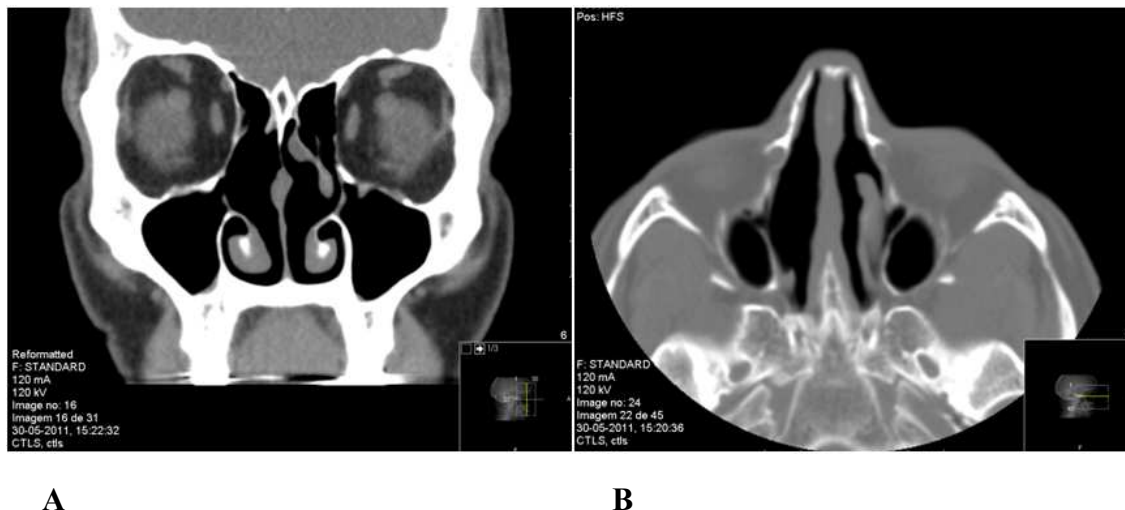 Reformatted
F: STANDARD
120 mA
120 kV
Image no: 16
Imagem 16 de 31
30-05-2011, 15:22:32
CTLS, ctls
6
1/3
Pos: HFS
F: STANDARD
120 mA
120 kV
Image no: 24
Imagem 22 de 45
30-05-2011, 15:20:36
CTLS, ctls
A
B